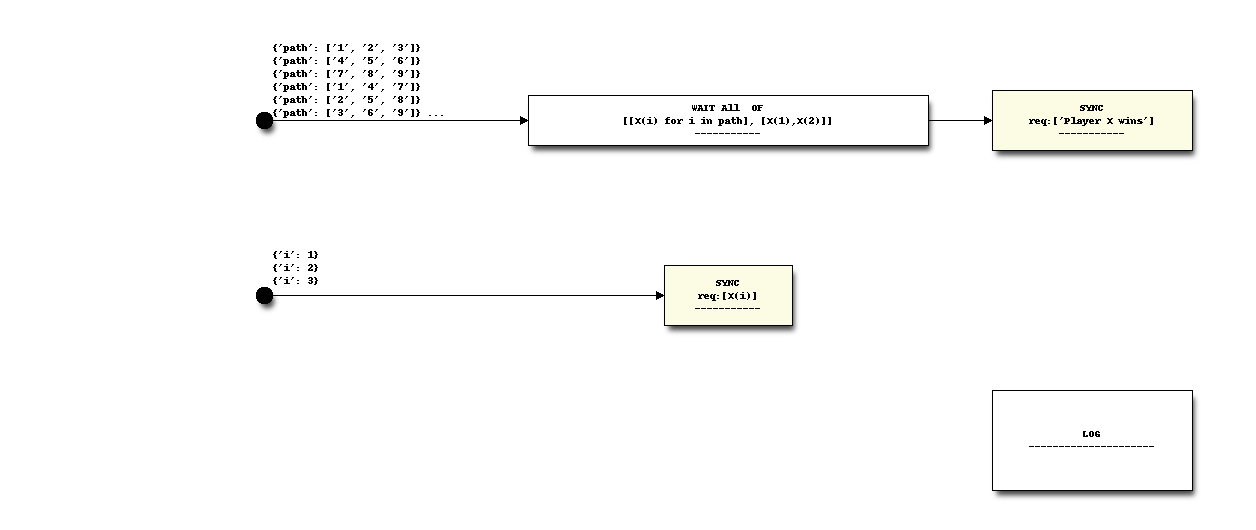 {'path': ['1', '2', '3']}
{'path': ['4', '5', '6']}
{'path': ['7', '8', '9']}
{'path': ['1', '4', '7']}
{'path': ['2', '5', '8']}
{'path': ['3', '6', '9']} ...
WAIT All  OF
[[X(i) for i in path], [X(1),X(2)]]
-----------
SYNC
req:['Player X wins']
-----------
{'i': 1}
{'i': 2}
{'i': 3}
SYNC
req:[X(i)]
-----------
LOG
---------------------